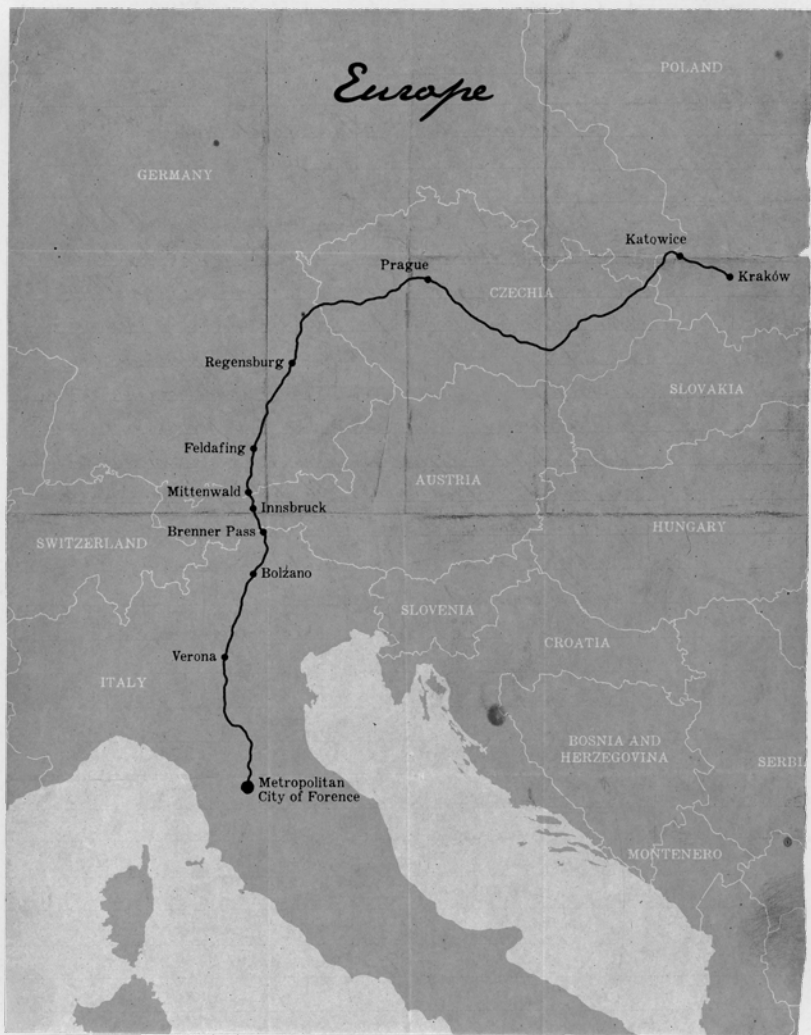 Europe
POLAND
GERMANY
Katowice
Prague
Kraków
CZECHIA
Regensburg
SLOVAKIA
Feldafing
AUSTRIA
Mittenwald
Innsbruck
HUNGARY
Brenner Pass
SWITZERLAND
Bolzano
SLOVENIA
CROATIA
Verona
ITALY
BOSNIA AND
HERZEGOVINA
SERBI
Metropolitan
City of Forence
MONTENERO